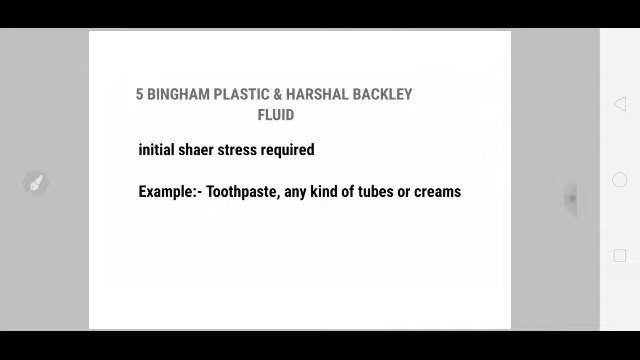 5 BINGHAM PLASTIC & HARSHAL BACKLEY
FLUID
initial shaer stress required
Example:- Toothpaste, any kind of tubes or creams